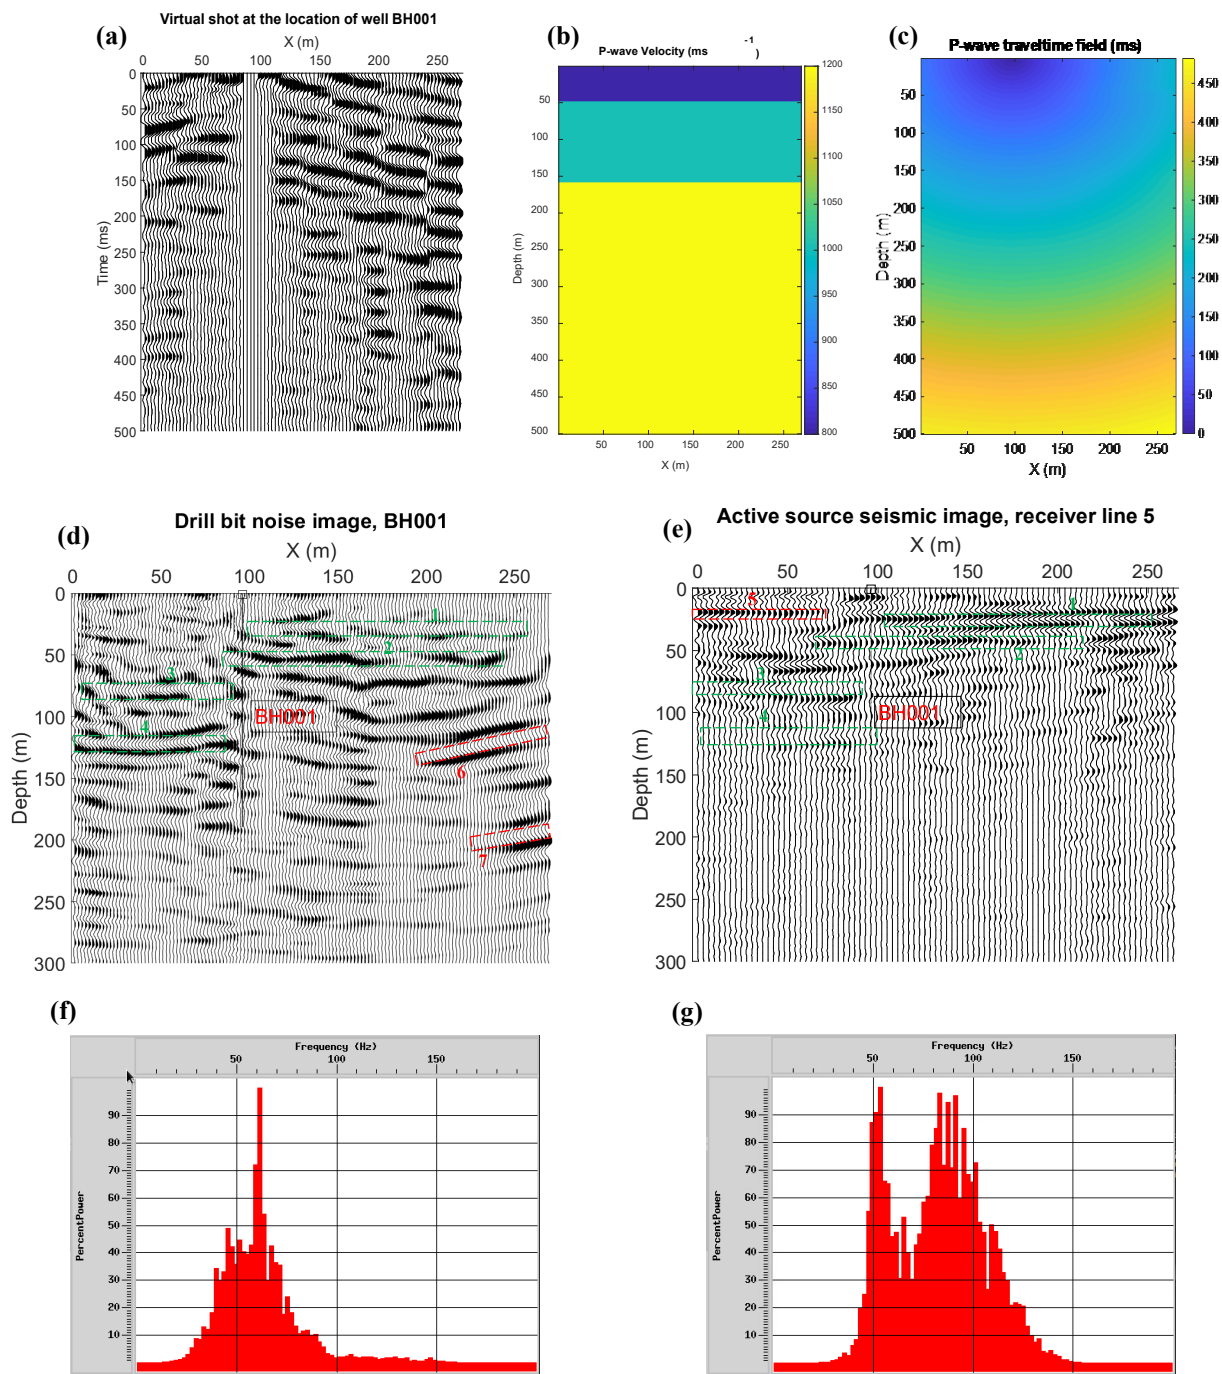 Virtual shot at the location of well BH001
(a)
X (m)
0 50 100 150 200 250
0
50
100
150
200
250
300
350
400
450
500
Time (ms)
(b)
P-wave Velocity (ms -1 )
50
100
150
200
250
300
350
400
450
500
Depth (m)
50 100 150 200 250
X (m)
1200
1150
1100
1050
1000
950
900
850
800
(c)
P-wave traveltime field (ms)
50
100
150
200
250
300
350
400
450
500
Depth (m)
50 100 150 200 250
X (m)
450
400
350
300
250
200
150
100
50
0
(d)
Drill bit noise image, BH001
X (m)
0 50 100 150 200 250
0
50
100
150
200
250
300
Depth (m)
1
2
3
4
BH001
6
7
(e)
Active source seismic image, receiver line 5
X (m)
0 50 100 150 200 250
0
50
100
150
200
250
300
Depth (m)
5
1
2
3
4
BH001
(f)
Frequency (Hz)
50 100 150
90
80
70
60
50
40
30
20
10
PercentPower
(g)
Frequency (Hz)
50 100 150
90
80
70
60
50
40
30
20
10
PercentPower